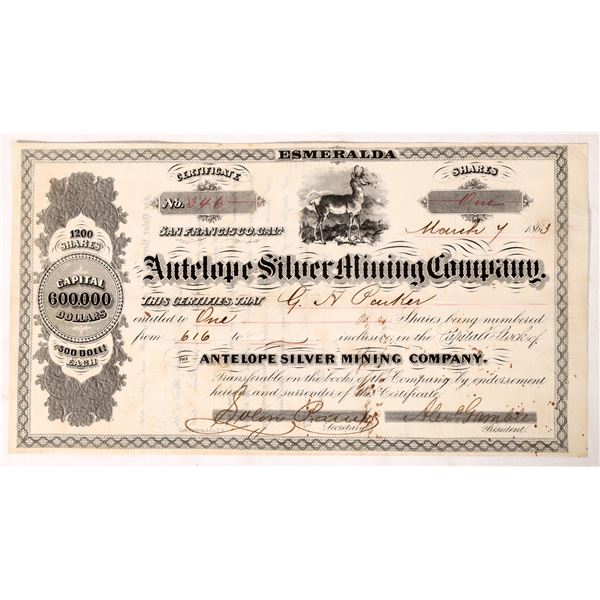 ESMERALDA
CERTIFICATE
SHARES
No. 346
One
SAN FRANCISCO, CAL.
March 7 1863
1200
SHARES
CAPITAL
600.000
DOLLARS
500 DOLLS
EACH
Antelope Silver Mining Company.
THIS CERTIFIES, THAT G. A. Parker
entitled to One Shares being numbered
from 616 to inclusive in the Capital Stock of
THE ANTELOPE SILVER MINING COMPANY.
Transferable on the books of the Company by endorsement
hereon and surrender of this Certificate
Secretary
President.